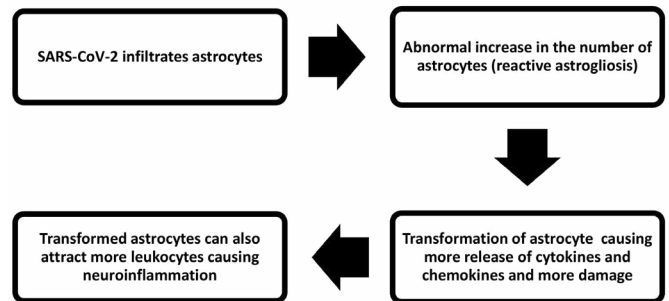 SARS-CoV-2 infiltrates astrocytes
Abnormal increase in the number of
astrocytes (reactive astrogliosis)
Transformation of astrocyte causing
more release of cytokines and
chemokines and more damage
Transformed astrocytes can also
attract more leukocytes causing
neuroinflammation